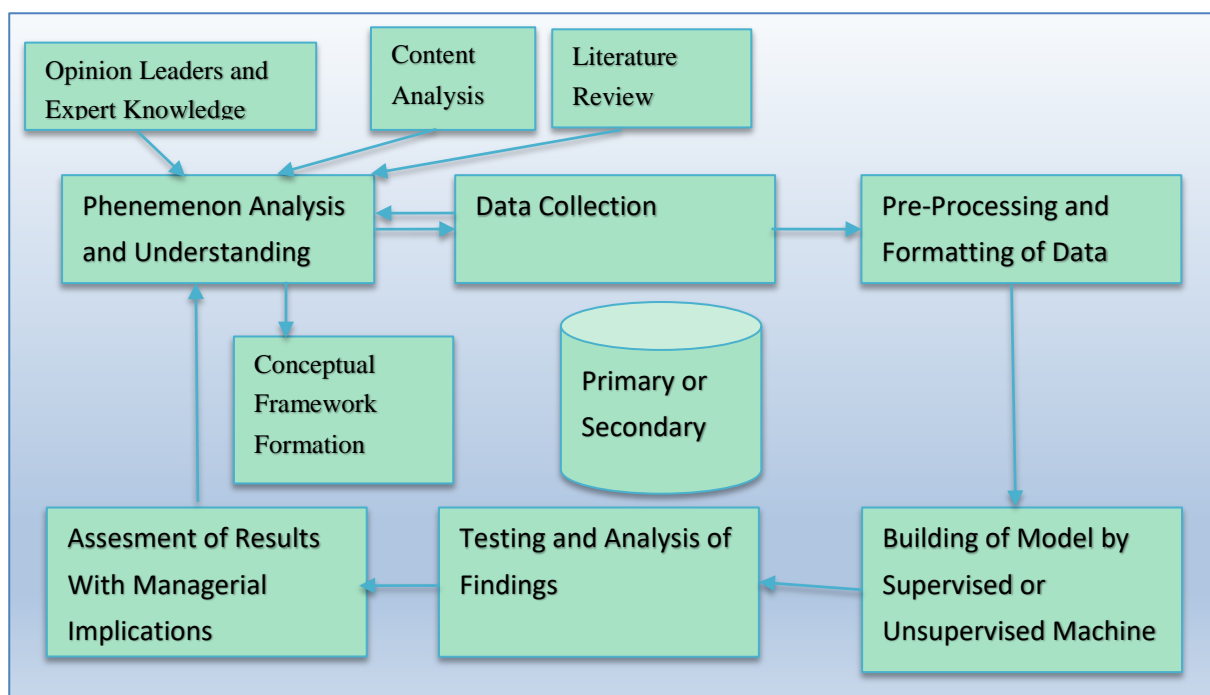 Opinion Leaders and
Expert Knowledge
Content
Analysis
Literature
Review
Phenemenon Analysis
and Understanding
Data Collection
Pre-Processing and
Formatting of Data
Conceptual
Framework
Formation
Primary or
Secondary
Assesment of Results
With Managerial
Implications
Testing and Analysis of
Findings
Building of Model by
Supervised or
Unsupervised Machine